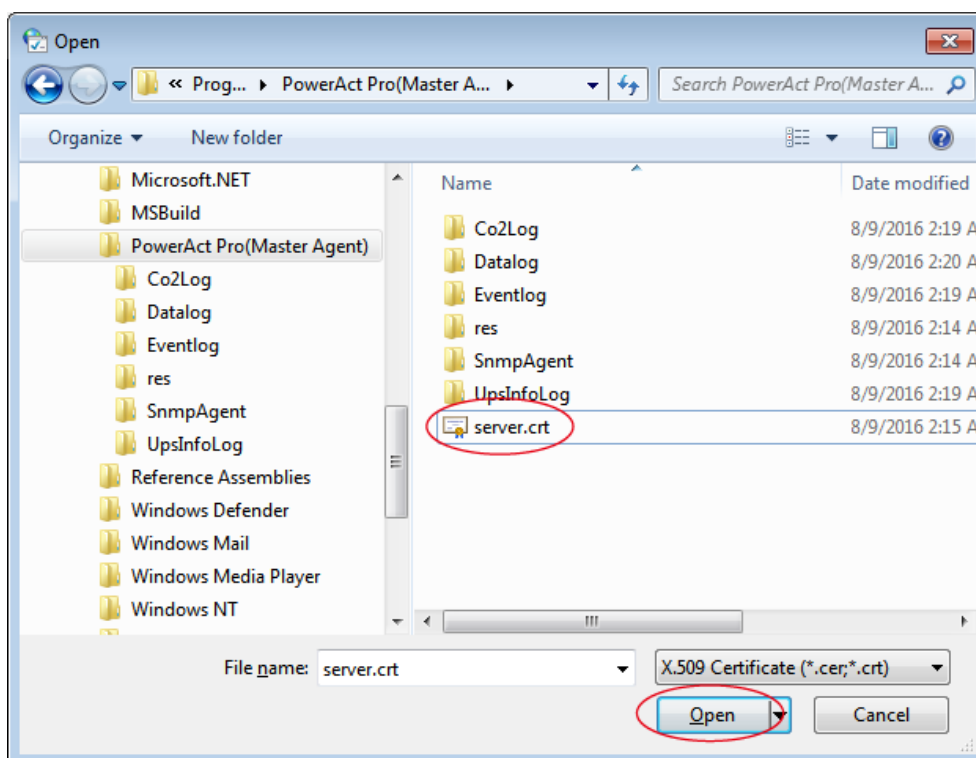 Open
« Prog... PowerAct Pro(Master A... Search PowerAct Pro(Master A...
Organize New folder
Microsoft.NET
MSBuild
PowerAct Pro(Master Agent)
Co2Log
Datalog
Eventlog
res
SnmpAgent
UpsInfoLog
Reference Assemblies
Windows Defender
Windows Mail
Windows Media Player
Windows NT
Name Date modified
Co2Log 8/9/2016 2:19 A
Datalog 8/9/2016 2:20 A
Eventlog 8/9/2016 2:19 A
res 8/9/2016 2:14 A
SnmpAgent 8/9/2016 2:14 A
UpsInfoLog 8/9/2016 2:19 A
server.crt 8/9/2016 2:15 A
File name: server.crt X.509 Certificate (*.cer;*.crt)
Open Cancel